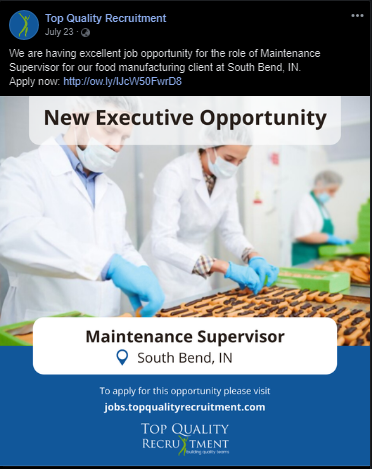 Top Quality Recruitment
July 23 ·
We are having excellent job opportunity for the role of Maintenance
Supervisor for our food manufacturing client at South Bend, IN.
Apply now: http://ow.ly/IJcW50FwrD8
New Executive Opportunity
Maintenance Supervisor
South Bend, IN
To apply for this opportunity please visit
jobs.topqualityrecruitment.com
TOP QUALITY
RECRUITMENT
building quality teams